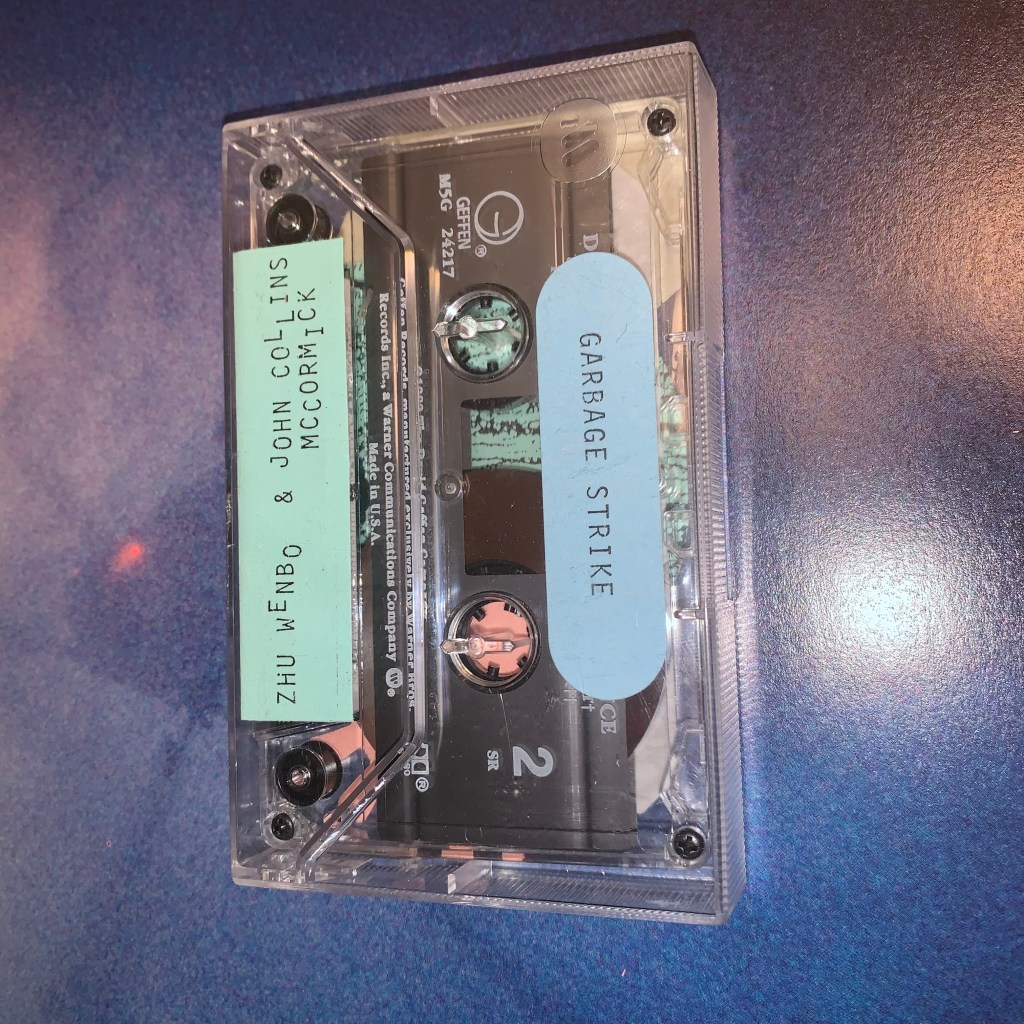 ZHU WENBO & JOHN COLLINS
MCCORMICK
GARBAGE STRIKE
GEFFEN ®
M5G 24217
2
SR
CE
Records Inc., a Warner Communications Company ®
Made in U.S.A.